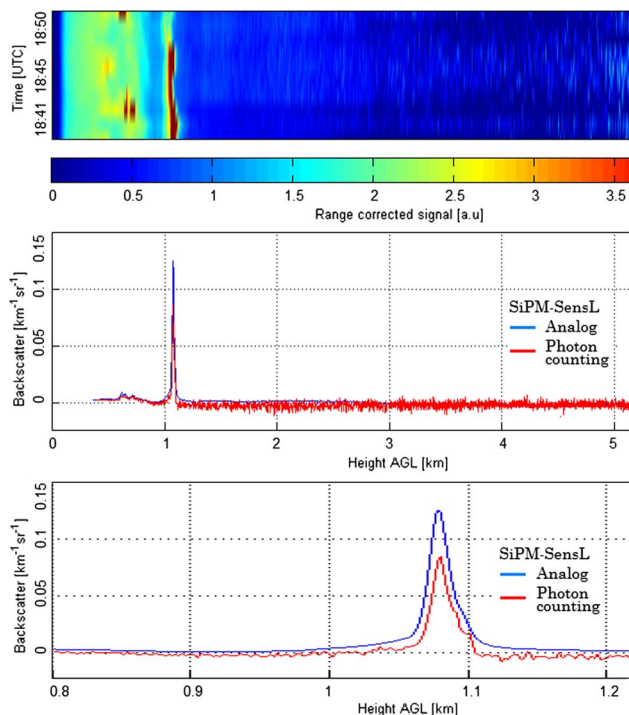 Time [UTC]
18:50
18:45
18:41
0 0.5 1 1.5 2 2.5 3 3.5
Range corrected signal [a.u]
Backscatter [km-1 sr-1]
0.15
0.1
0.05
0
SiPM-SensL
Analog
Photon
counting
0 1 2 3 4 5
Height AGL [km]
Backscatter [km-1sr-1]
0.15
0.1
0.05
0
SiPM-SensL
Analog
Photon
counting
0.8 0.9 1 1.1 1.2
Height AGL [km]